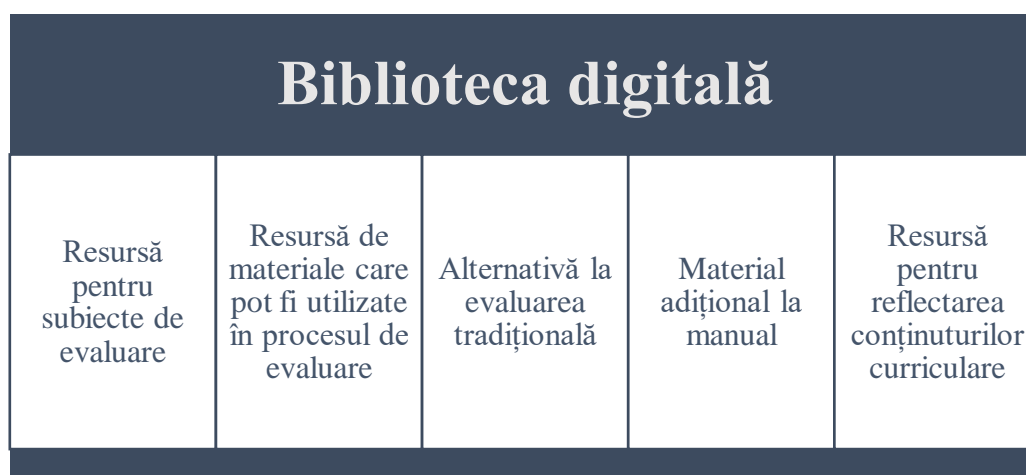 Biblioteca digitală
Resursă
pentru
subiecte de
evaluare
Resursă de
materiale care
pot fi utilizate
în procesul de
evaluare
Alternativă la
evaluarea
tradițională
Material
adițional la
manual
Resursă
pentru
reflectarea
conținuturilor
curriculare